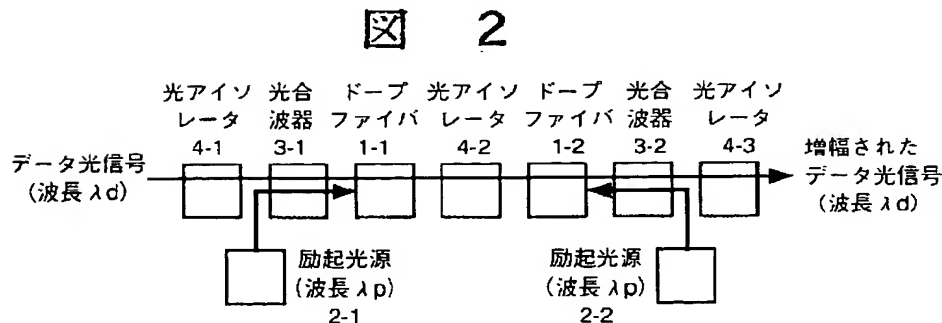 図 2
光アイソ 光合 ドープ 光アイソ ドープ 光合 光アイソ
レータ 波器 ファイバ レータ ファイバ 波器 レータ
4-1 3-1 1-1 4-2 1-2 3-2 4-3
データ光信号
(波長 λd)
増幅された
データ光信号
(波長 λd)
励起光源
(波長 λp)
2-1
励起光源
(波長 λp)
2-2